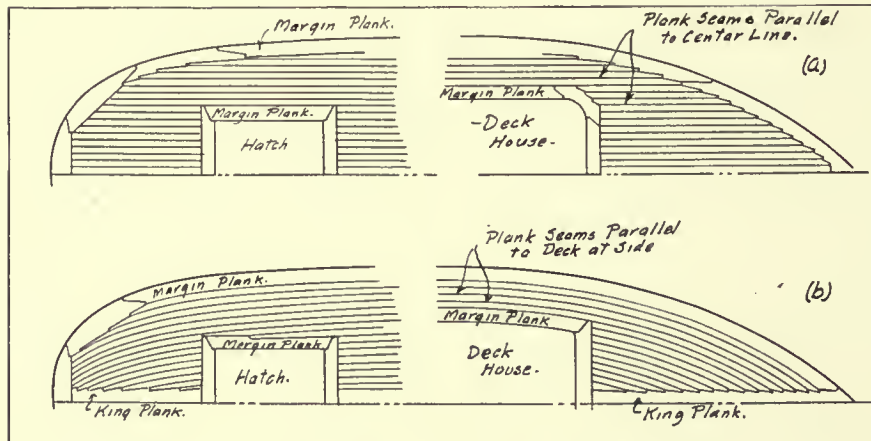 Margin Plank.
Plank Seams Parallel
to Center Line.
(a)
Margin Plank.
Hatch
Margin Plank
-Deck
House-
Plank Seams Parallel
to Deck at Side
(b)
Margin Plank.
Margin Plank
Mergin Plank
Hatch.
Deck
House-
King Plank.
King Plank.